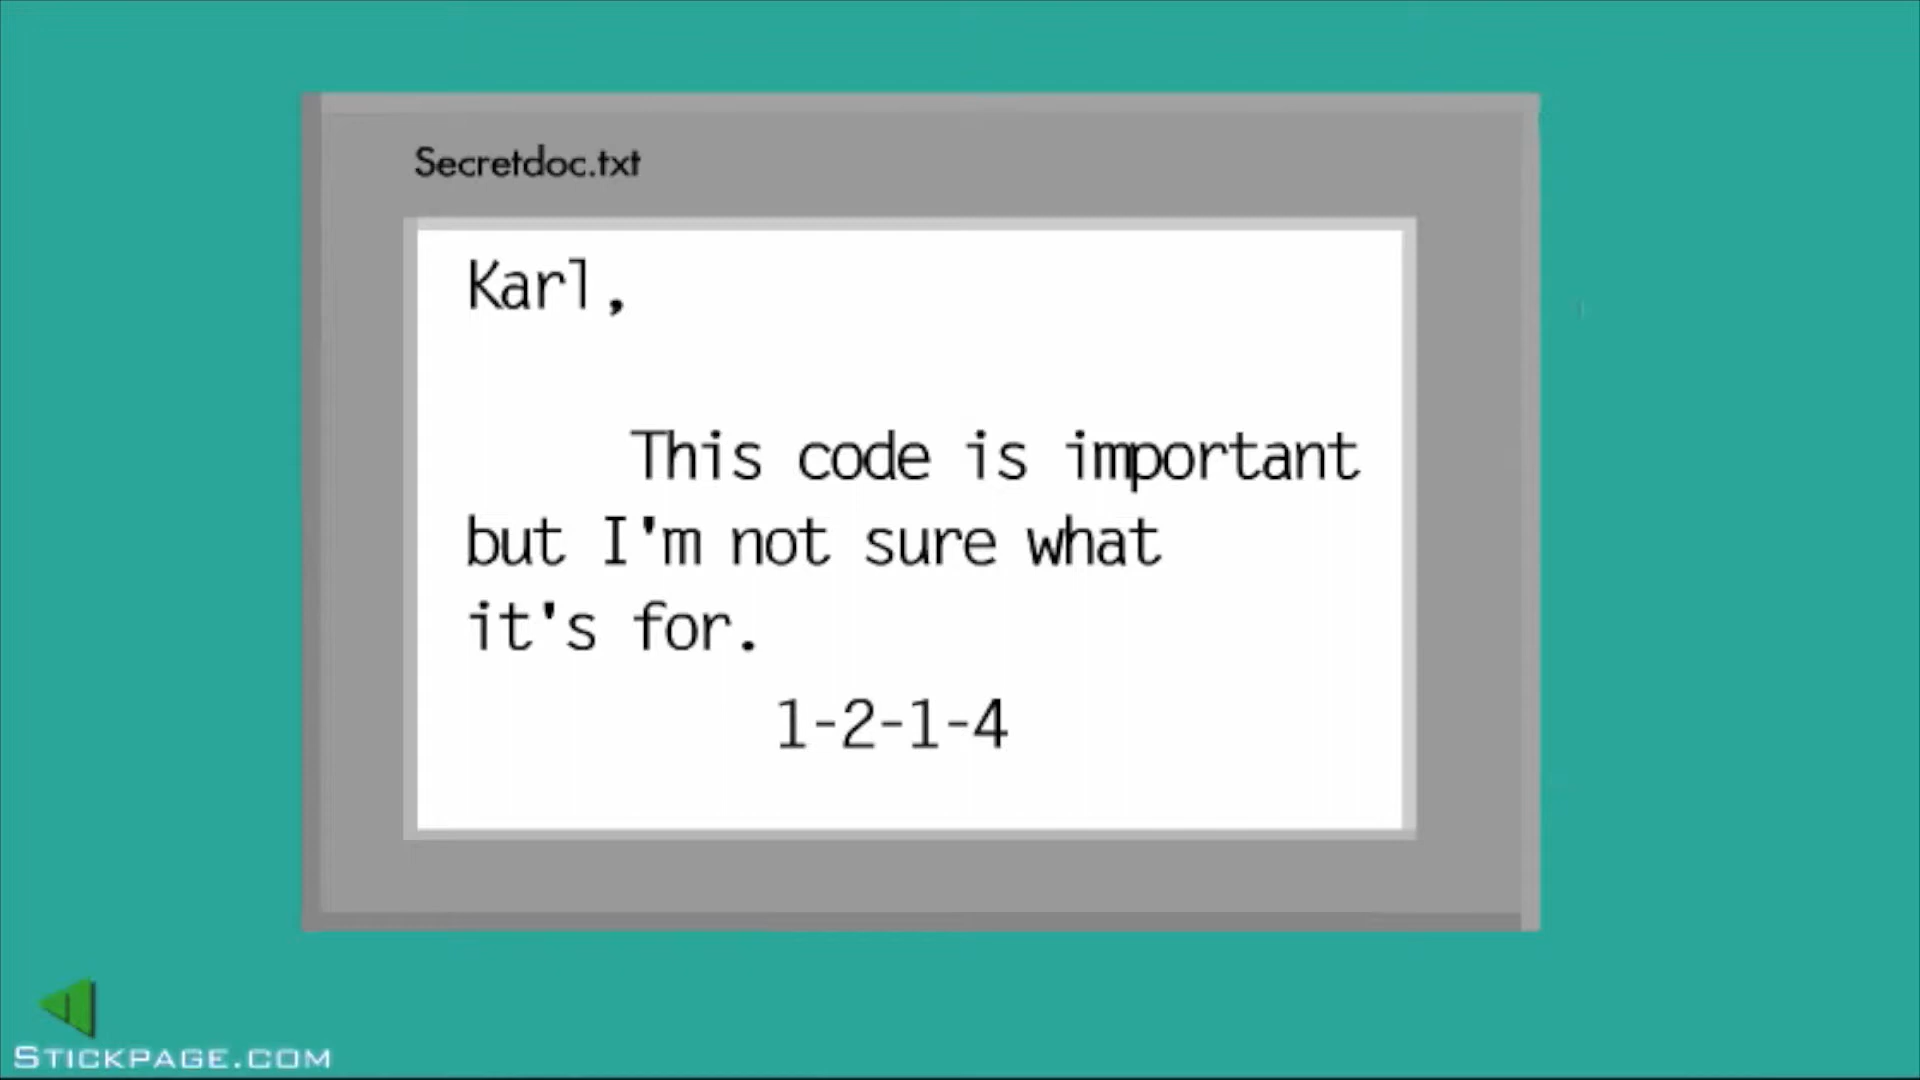 Secretdoc.txt
Karl,
This code is important
but I'm not sure what
it's for.
1-2-1-4
STICKPAGE.COM